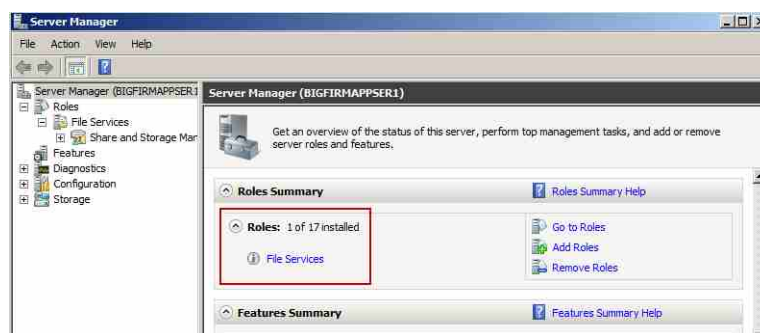 Server Manager
File Action View Help
Server Manager (BIGFIRMAPPSER1
Roles
File Services
Share and Storage Mar
Features
Diagnostics
Configuration
Storage
Server Manager (BIGFIRMAPPSER1)
Get an overview of the status of this server, perform top management tasks, and add or remove
server roles and features.
Roles Summary
Roles Summary Help
Roles: 1 of 17 installed
File Services
Go to Roles
Add Roles
Remove Roles
Features Summary
Features Summary Help